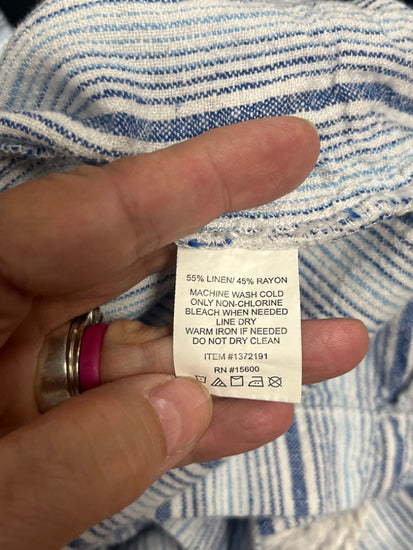 55% LINEN/ 45% RAYON
MACHINE WASH COLD
ONLY NON-CHLORINE
BLEACH WHEN NEEDED
LINE DRY
WARM IRON IF NEEDED
DO NOT DRY CLEAN
ITEM #1372191
RN #15600